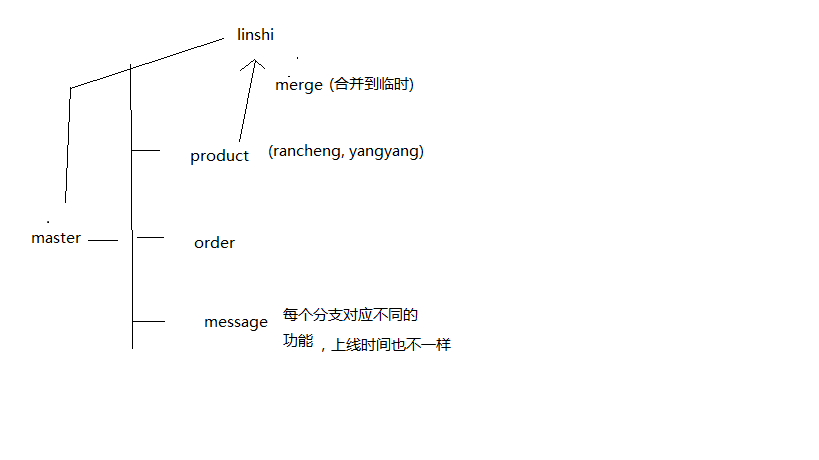 linshi
merge (合并到临时)
product (rancheng, yangyang)
master
order
message 每个分支对应不同的
功能 ，上线时间也不一样